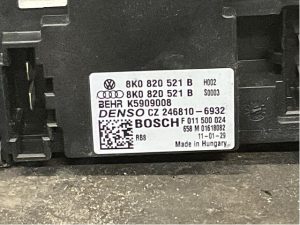 8K0 820 521 B H002
8K0 820 521 B S0003
BEHR K5909008
DENSO CZ 246810-6932
BOSCH F 011 500 024
658 M 01618082
RB8 11-01-29
Made in Hungary